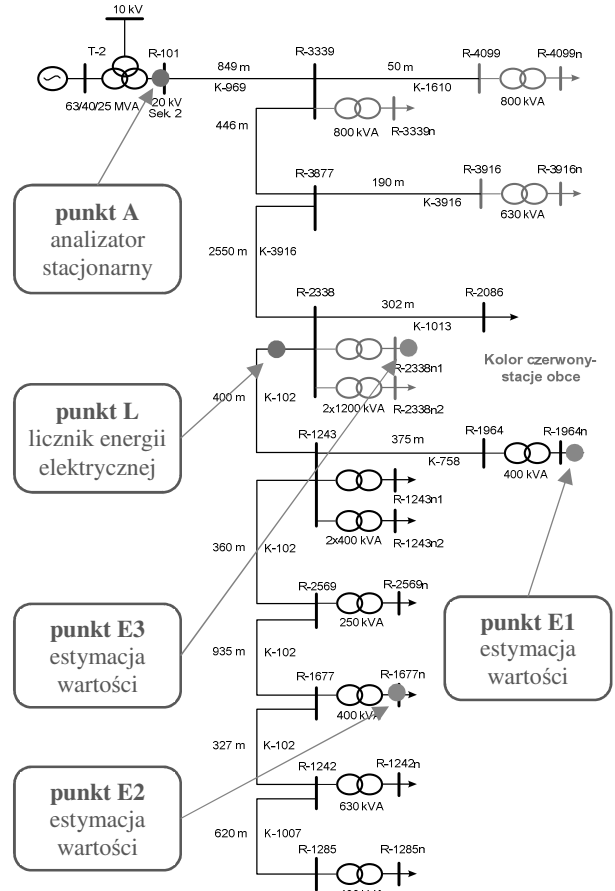 10 kV
T-2
R-101
849 m
R-3339
50 m
R-4099
R-4099n
K-969
K-1610
63/40/25 MVA
20 kV
Sek. 2
800 kVA
446 m
800 kVA
R-3339n
R-3877
190 m
R-3916
R-3916n
K-3916
630 kVA
punkt A
analizator
stacjonarny
2550 m
K-3916
R-2338
302 m
R-2086
K-1013
Kolor czerwony-
stacje obce
R-2338n1
400 m
K-102
2x1200 kVA
R-2338n2
punkt L
licznik energii
elektrycznej
R-1243
375 m
R-1964
R-1964n
K-758
400 kVA
R-1243n1
2x400 kVA
R-1243n2
360 m
K-102
R-2569
R-2569n
250 kVA
punkt E3
estymacja
wartości
punkt E1
estymacja
wartości
935 m
K-102
R-1677
R-1677n
400 kVA
327 m
K-102
R-1242
R-1242n
630 kVA
punkt E2
estymacja
wartości
620 m
K-1007
R-1285
R-1285n